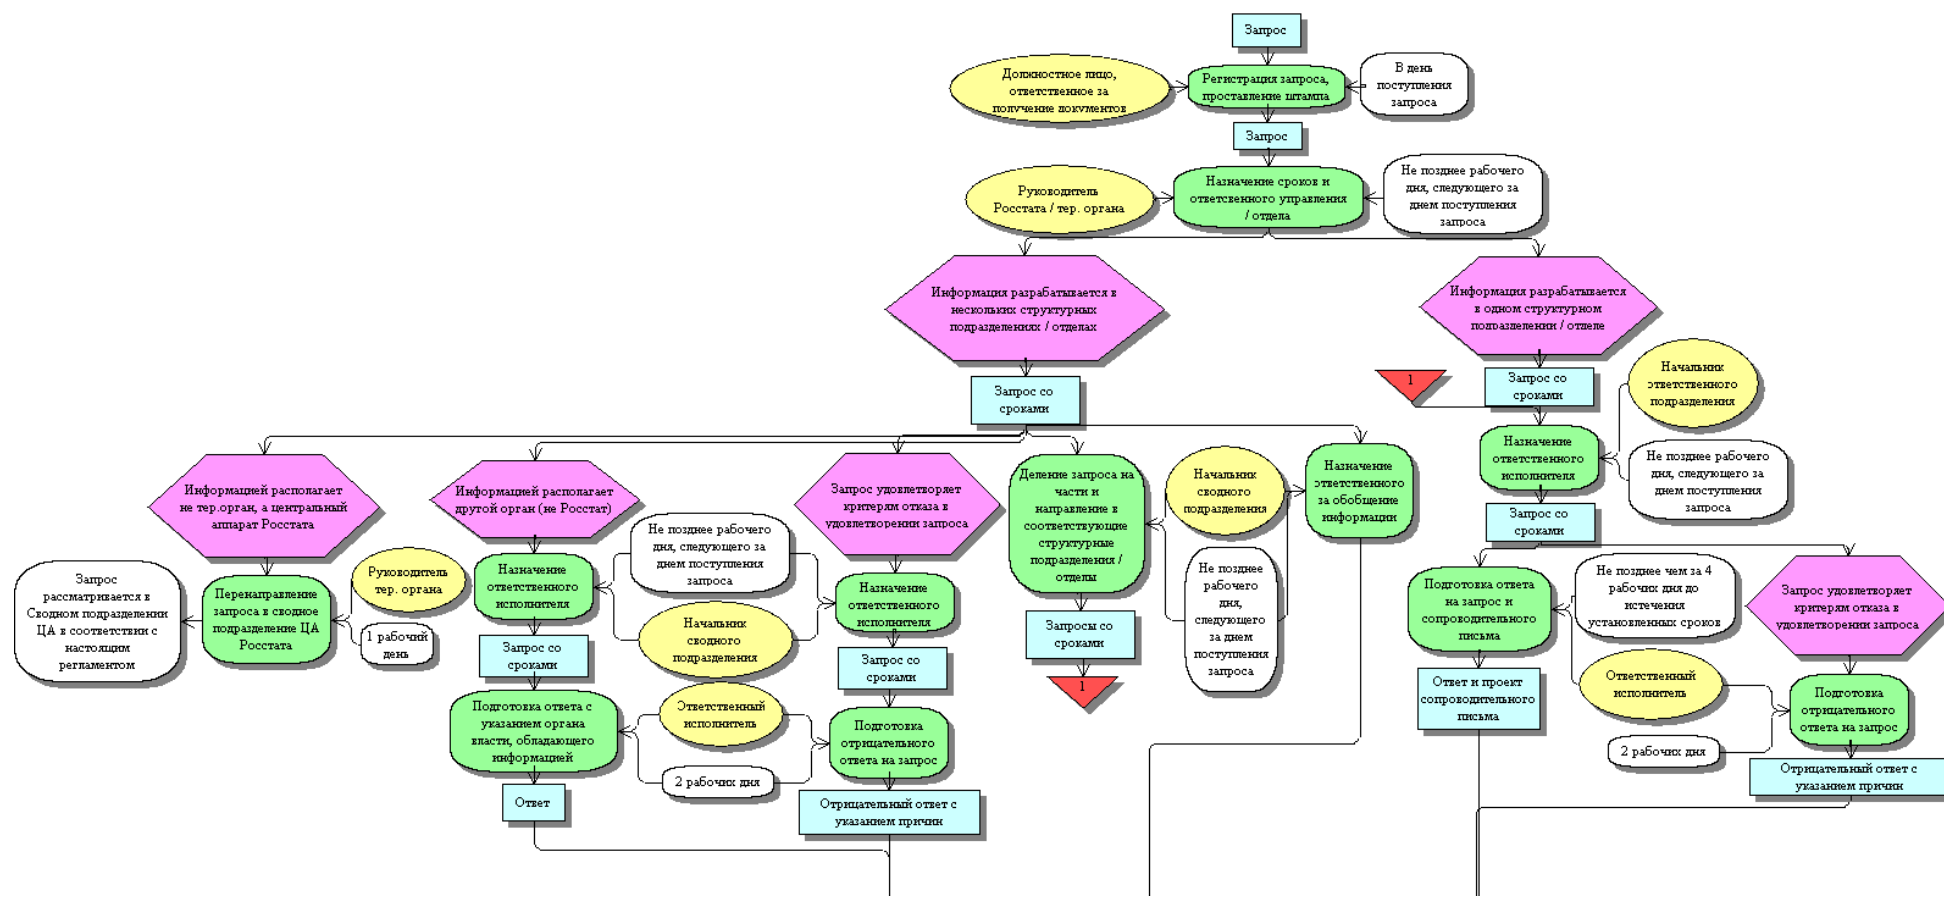 Запрос
Должностное лицо,
ответственное за
получение документов
Регистрация запроса,
проставление штампа
В день
поступления
запроса
Запрос
Руководитель
Росстата / тер. органа
Назначение сроков и
ответсвенного управления
/ отдела
Не позднее рабочего
дня, следующего за
днем поступления
запроса
Информация разрабатывается в
нескольких структурных
подразделениях / отделах
Информация разрабатывается
в одном структурном
подразделении / отделе
Запрос со
сроками
1
Запрос со
сроками
Начальник
ответственного
подразделения
Информацией располагает
не тер.орган, а центральный
аппарат Росстата
Информацией располагает
другой орган (не Росстат)
Запрос удовлетворяет
критерям отказа в
удовлетворении запроса
Деление запроса на
части и
направление в
соответствующие
структурные
подразделения /
отделы
Начальник
сводного
подразделения
Назначение
ответственного
за обобщение
информации
Назначение
ответственного
исполнителя
Не позднее рабочего
дня, следующего за
днем поступления
запроса
Запрос со
сроками
Не позднее рабочего
дня, следующего за
днем поступления
запроса
Запрос
рассматривается в
Сводном подразделении
ЦА в соответствии с
настоящим
регламентом
Перенаправление
запроса в сводное
подразделение ЦА
Росстата
Руководитель
тер. органа
1 рабочий
день
Назначение
ответственного
исполнителя
Начальник
сводного
подразделения
Назначение
ответственного
исполнителя
Не позднее
рабочего
дня,
следующего
за днем
поступления
запроса
Подготовка ответа
на запрос и
сопроводительного
письма
Не позднее чем за 4
рабочих дня до
истечения
установленных сроков
Запрос удовлетворяет
критерям отказа в
удовлетворении запроса
Запрос со
сроками
Запрос со
сроками
Запросы со
сроками
1
Ответ и проект
сопроводительного
письма
Ответственный
исполнитель
Подготовка
отрицательного
ответа на запрос
2 рабочих дня
Подготовка ответа с
указанием органа
власти, обладающего
информацией
Ответственный
исполнитель
2 рабочих дня
Подготовка
отрицательного
ответа на запрос
Отрицательный ответ с
указанием причин
Ответ
Отрицательный ответ с
указанием причин